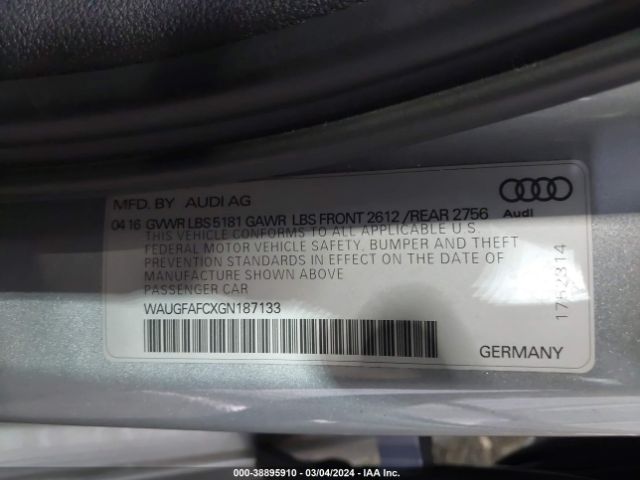 MFD. BY AUDI AG
04 16 GVWR LBS 5181 GAWR LBS FRONT 2612 / REAR 2756
Audi
THIS VEHICLE CONFORMS TO ALL APPLICABLE U.S.
FEDERAL MOTOR VEHICLE SAFETY, BUMPER AND THEFT
PREVENTION STANDARDS IN EFFECT ON THE DATE OF
MANUFACTURE SHOWN ABOVE
PASSENGER CAR
WAUGFAFCXGN187133
GERMANY
000-38895910 — 03/04/2024 — IAA Inc.